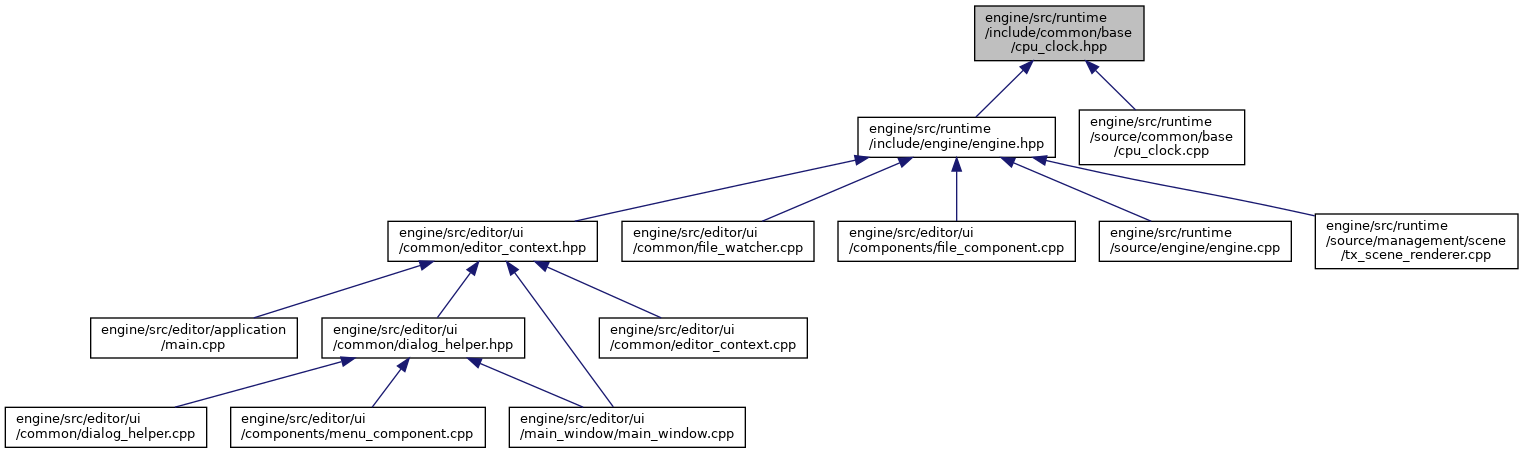 engine/src/runtime
/include/common/base
/cpu_clock.hpp
engine/src/runtime
/include/engine/engine.hpp
engine/src/runtime
/source/common/base
/cpu_clock.cpp
engine/src/editor/ui
/common/editor_context.hpp
engine/src/editor/ui
/common/file_watcher.cpp
engine/src/editor/ui
/components/file_component.cpp
engine/src/runtime
/source/engine/engine.cpp
engine/src/runtime
/source/management/scene
/tx_scene_renderer.cpp
engine/src/editor/application
/main.cpp
engine/src/editor/ui
/common/dialog_helper.hpp
engine/src/editor/ui
/common/editor_context.cpp
engine/src/editor/ui
/common/dialog_helper.cpp
engine/src/editor/ui
/components/menu_component.cpp
engine/src/editor/ui
/main_window/main_window.cpp